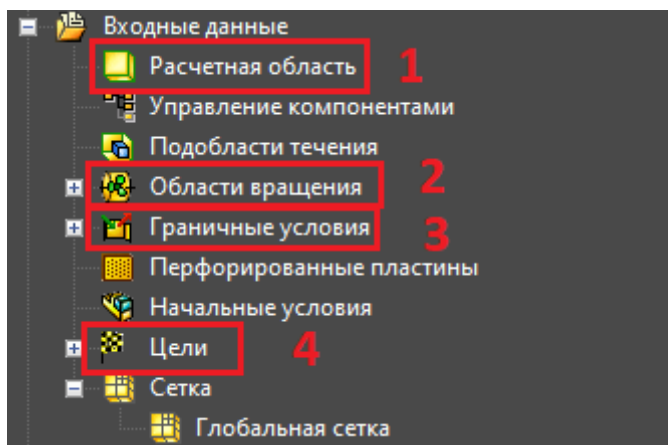 Входные данные
Расчетная область 1
Управление компонентами
Подобласти течения
Области вращения 2
Граничные условия 3
Перфорированные пластины
Начальные условия
Цели 4
Сетка
Глобальная сетка